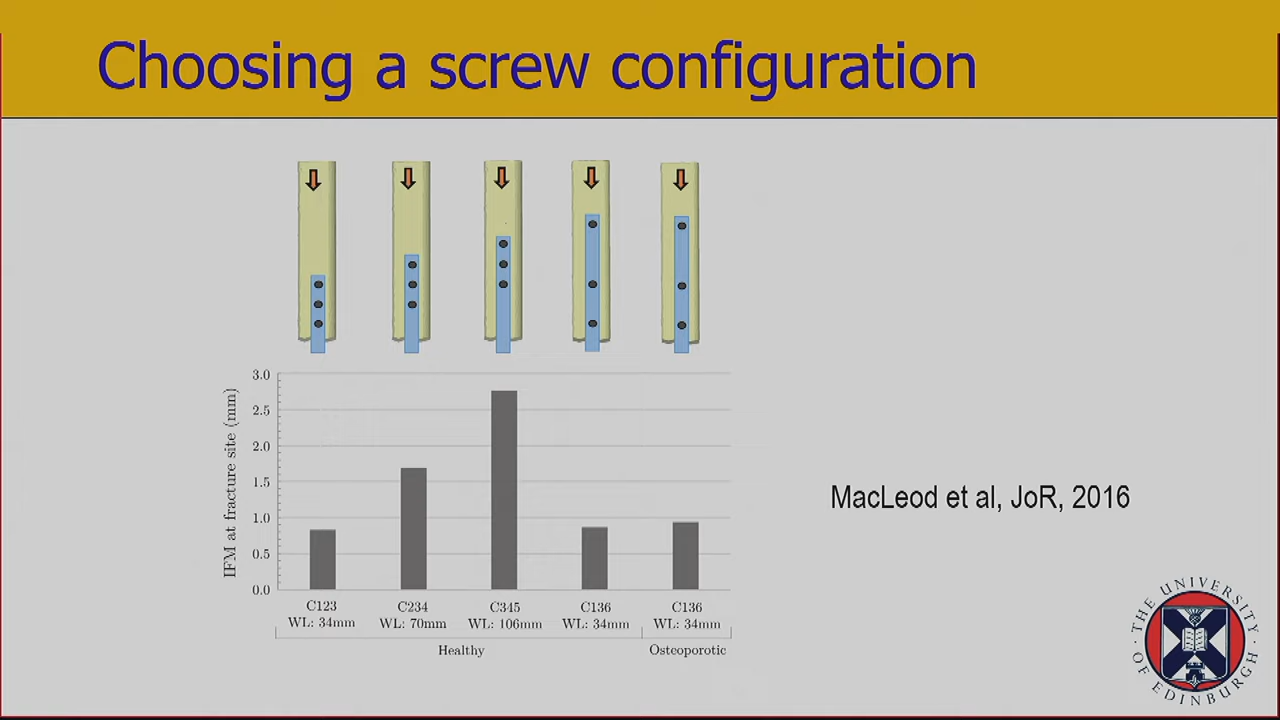 Choosing a screw configuration
3.0
2.5
2.0
1.5
1.0
0.5
0.0
IFM at fracture site (mm)
C123 C234 C345 C136 C136
WL: 34mm WL: 70mm WL: 106mm WL: 34mm WL: 34mm
Healthy Osteoporotic
MacLeod et al, JoR, 2016
THE UNIVERSITY
OF EDINBURGH